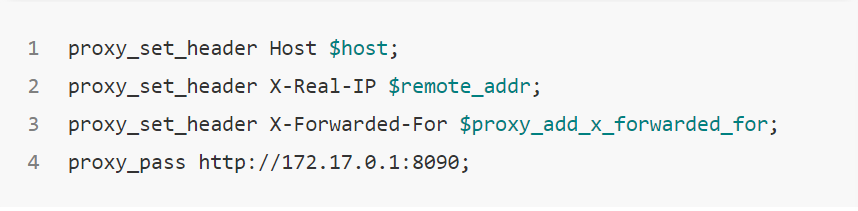 1 proxy_set_header Host $host;
2 proxy_set_header X-Real-IP $remote_addr;
3 proxy_set_header X-Forwarded-For $proxy_add_x_forwarded_for;
4 proxy_pass http://172.17.0.1:8090;